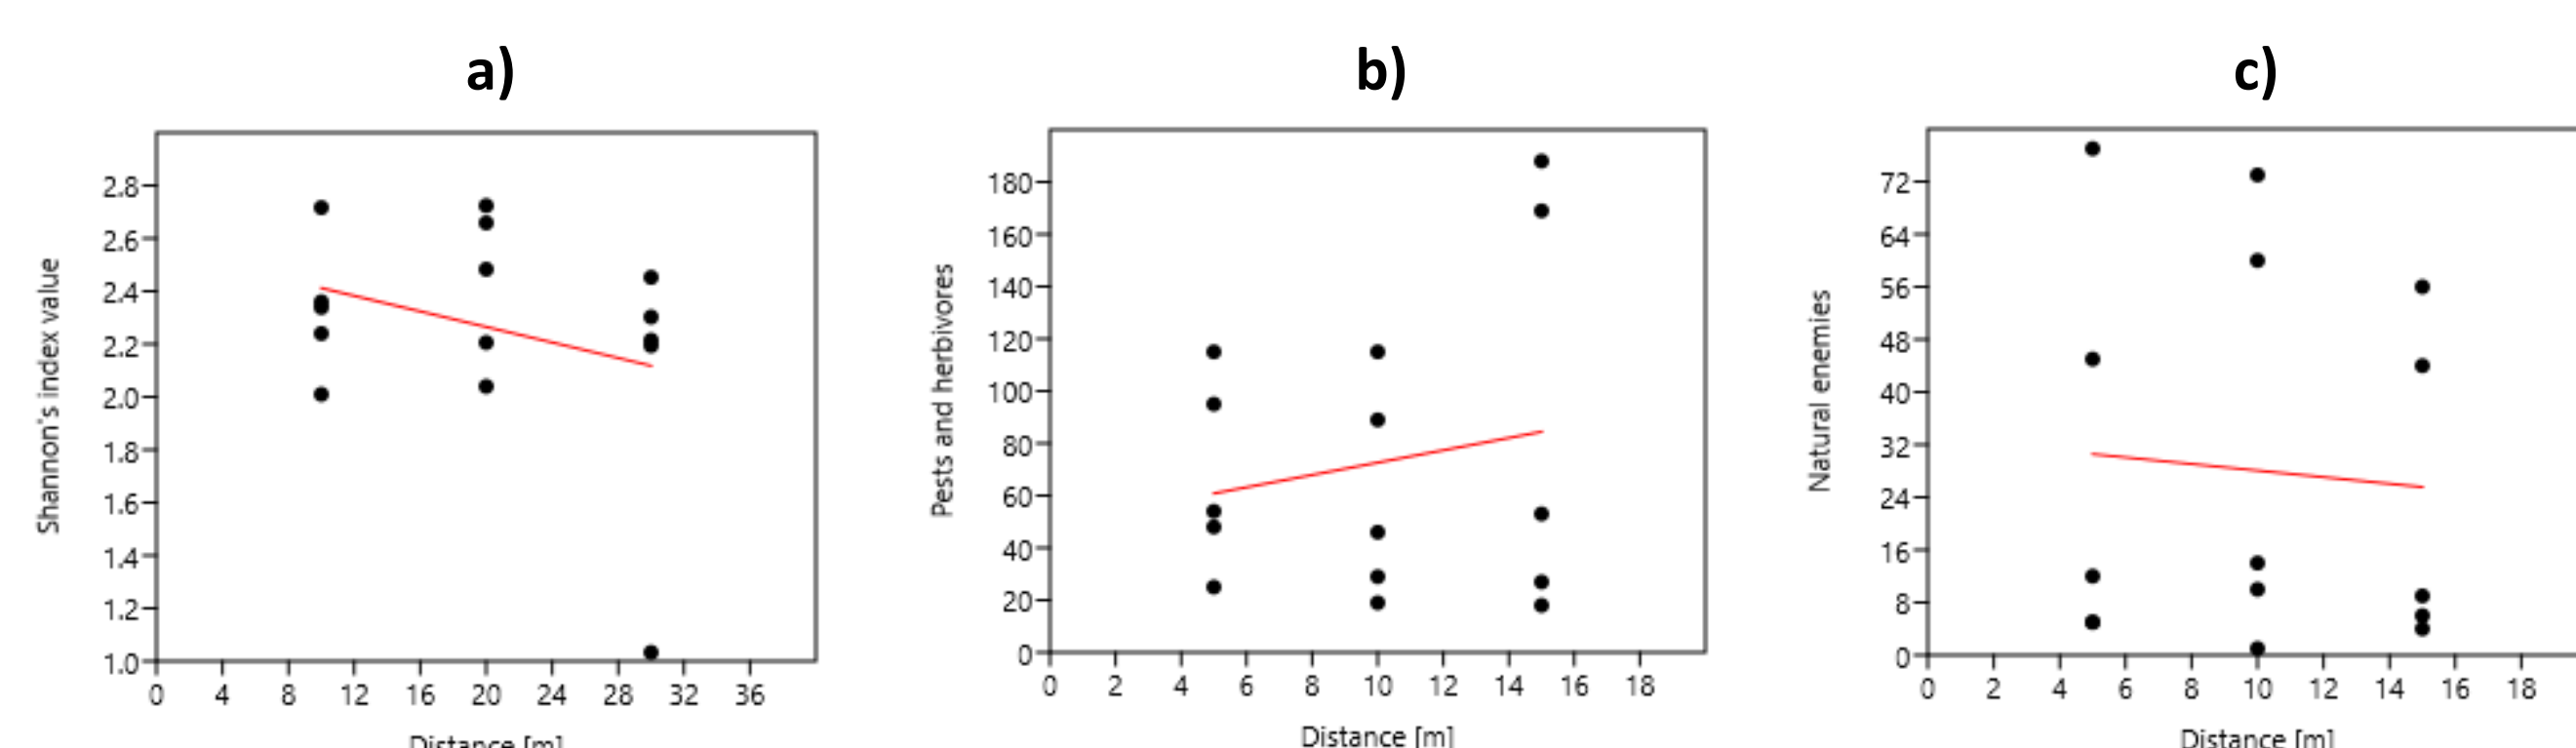 a)
b)
c)
Shannon's index value
2.8
2.6
2.4
2.2
2.0
1.8
1.6
1.4
1.2
1.0
0 4 8 12 16 20 24 28 32 36
Distance [m]
Pests and herbivores
180
160
140
120
100
80
60
40
20
0
0 2 4 6 8 10 12 14 16 18
Distance [m]
Natural enemies
72
64
56
48
40
32
24
16
8
0
0 2 4 6 8 10 12 14 16 18
Distance [m]